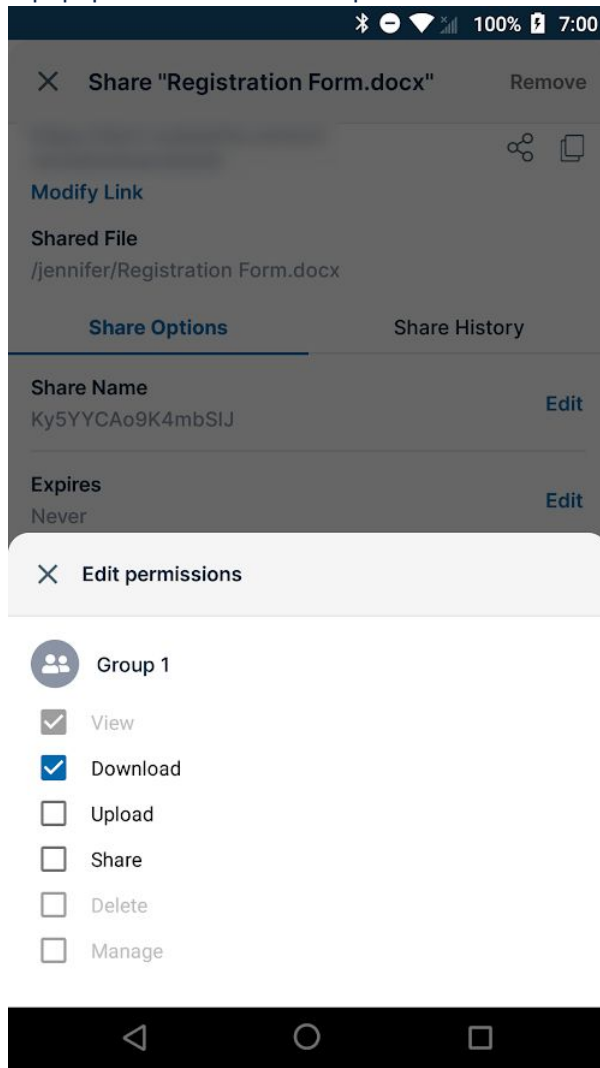 100% 7:00
Share "Registration Form.docx" Remove
Modify Link
Shared File
/jennifer/Registration Form.docx
Share Options Share History
Share Name
Ky5YYCAo9K4mbSIJ Edit
Expires
Never Edit
Edit permissions
Group 1
View
Download
Upload
Share
Delete
Manage